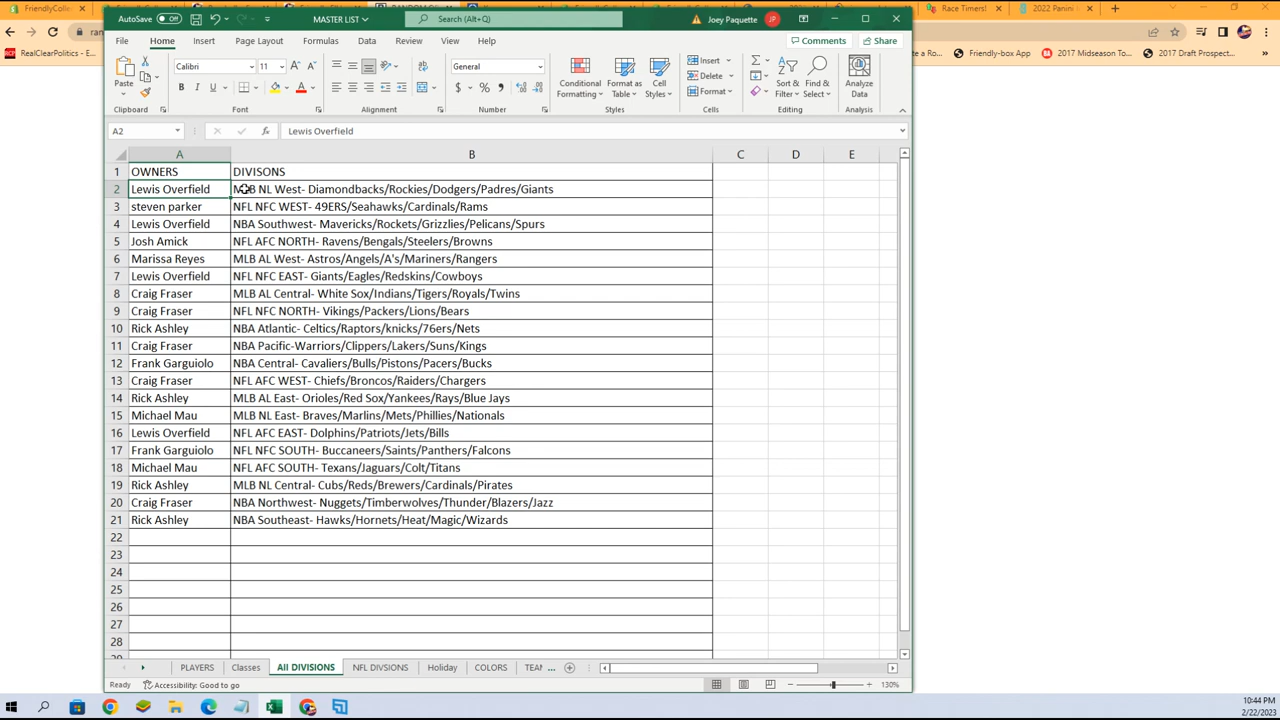 FriendlyColle
Race Timers!
2022 Panini
RealClearPolitics -
Friendly-box App
2017 Midseason To...
2017 Draft Prospect...
AutoSave Off
MASTER LIST
Search (Alt+Q)
Joey Paquette JP
File Home Insert Page Layout Formulas Data Review View Help
Comments Share
Paste
Calibri 11
General
Conditional Formatting
Format as Table
Cell Styles
Insert
Delete
Format
Sort & Filter
Find & Select
Analyze Data
Clipboard Font Alignment Number Styles Cells Editing Analysis
A2 fx Lewis Overfield
A B C D E
1 OWNERS DIVISONS
2 Lewis Overfield MLB NL West- Diamondbacks/Rockies/Dodgers/Padres/Giants
3 steven parker NFL NFC WEST- 49ERS/Seahawks/Cardinals/Rams
4 Lewis Overfield NBA Southwest- Mavericks/Rockets/Grizzlies/Pelicans/Spurs
5 Josh Amick NFL AFC NORTH- Ravens/Bengals/Steelers/Browns
6 Marissa Reyes MLB AL West- Astros/Angels/A's/Mariners/Rangers
7 Lewis Overfield NFL NFC EAST- Giants/Eagles/Redskins/Cowboys
8 Craig Fraser MLB AL Central- White Sox/Indians/Tigers/Royals/Twins
9 Craig Fraser NFL NFC NORTH- Vikings/Packers/Lions/Bears
10 Rick Ashley NBA Atlantic- Celtics/Raptors/knicks/76ers/Nets
11 Craig Fraser NBA Pacific-Warriors/Clippers/Lakers/Suns/Kings
12 Frank Garguiolo NBA Central- Cavaliers/Bulls/Pistons/Pacers/Bucks
13 Craig Fraser NFL AFC WEST- Chiefs/Broncos/Raiders/Chargers
14 Rick Ashley MLB AL East- Orioles/Red Sox/Yankees/Rays/Blue Jays
15 Michael Mau MLB NL East- Braves/Marlins/Mets/Phillies/Nationals
16 Lewis Overfield NFL AFC EAST- Dolphins/Patriots/Jets/Bills
17 Frank Garguiolo NFL NFC SOUTH- Buccaneers/Saints/Panthers/Falcons
18 Michael Mau NFL AFC SOUTH- Texans/Jaguars/Colt/Titans
19 Rick Ashley MLB NL Central- Cubs/Reds/Brewers/Cardinals/Pirates
20 Craig Fraser NBA Northwest- Nuggets/Timberwolves/Thunder/Blazers/Jazz
21 Rick Ashley NBA Southeast- Hawks/Hornets/Heat/Magic/Wizards
22
23
24
25
26
27
28
PLAYERS Classes All DIVISIONS NFL DIVISIONS Holiday COLORS TEAM ...
Ready Accessibility: Good to go 130%
10:44 PM
2/22/2023